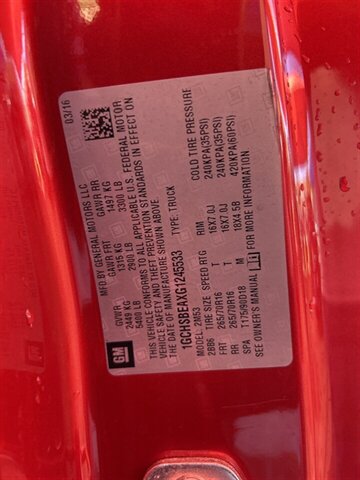 GM
MFD BY GENERAL MOTORS LLC
03/16
GVWR GAWR FRT GAWR RR
2449 KG 1315 KG 1497 KG
5400 LB 2900 LB 3300 LB
THIS VEHICLE CONFORMS TO ALL APPLICABLE U.S. FEDERAL MOTOR
VEHICLE SAFETY AND THEFT PREVENTION STANDARDS IN EFFECT
ON THE DATE OF MANUFACTURE SHOWN ABOVE.
1GCHSBEAXG1245533 TYPE: TRUCK
MODEL: 2M53
2BB6 TIRE SIZE SPEED RTG RIM COLD TIRE PRESSURE
FRT 265/70R16 T 16X7.0J 240KPA(35PSI)
RR 265/70R16 T 16X7.0J 240KPA(35PSI)
SPA T175/90D18 M 18X4.5B 420KPA(60PSI)
SEE OWNER'S MANUAL FOR MORE INFORMATION